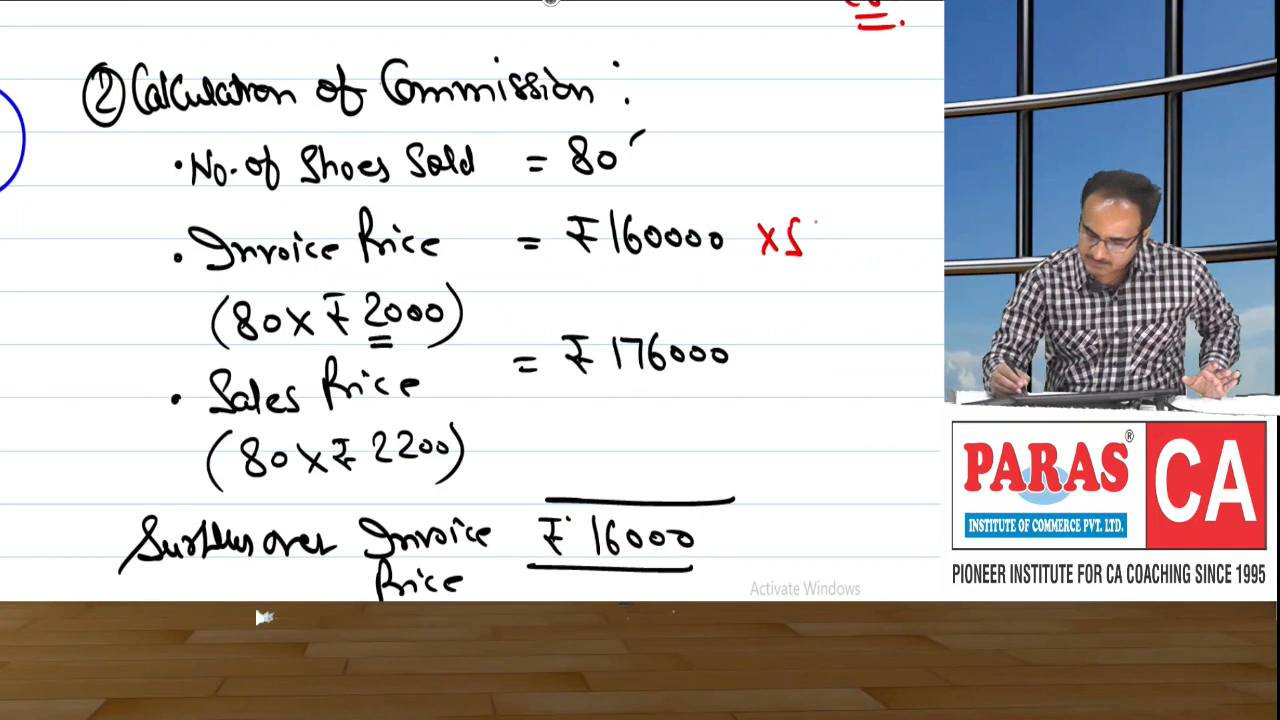 ② Calculation of Commission :
• No. of Shoes Sold = 80
• Invoice Price = ₹ 160000 x 5
(80 x ₹ 2000)
= ₹ 176000
• Sales Price
(80 x ₹ 2200)
Surplus over Invoice Price ₹ 16000
PARAS®
CA
INSTITUTE OF COMMERCE PVT. LTD.
PIONEER INSTITUTE FOR CA COACHING SINCE 1995
Activate Windows